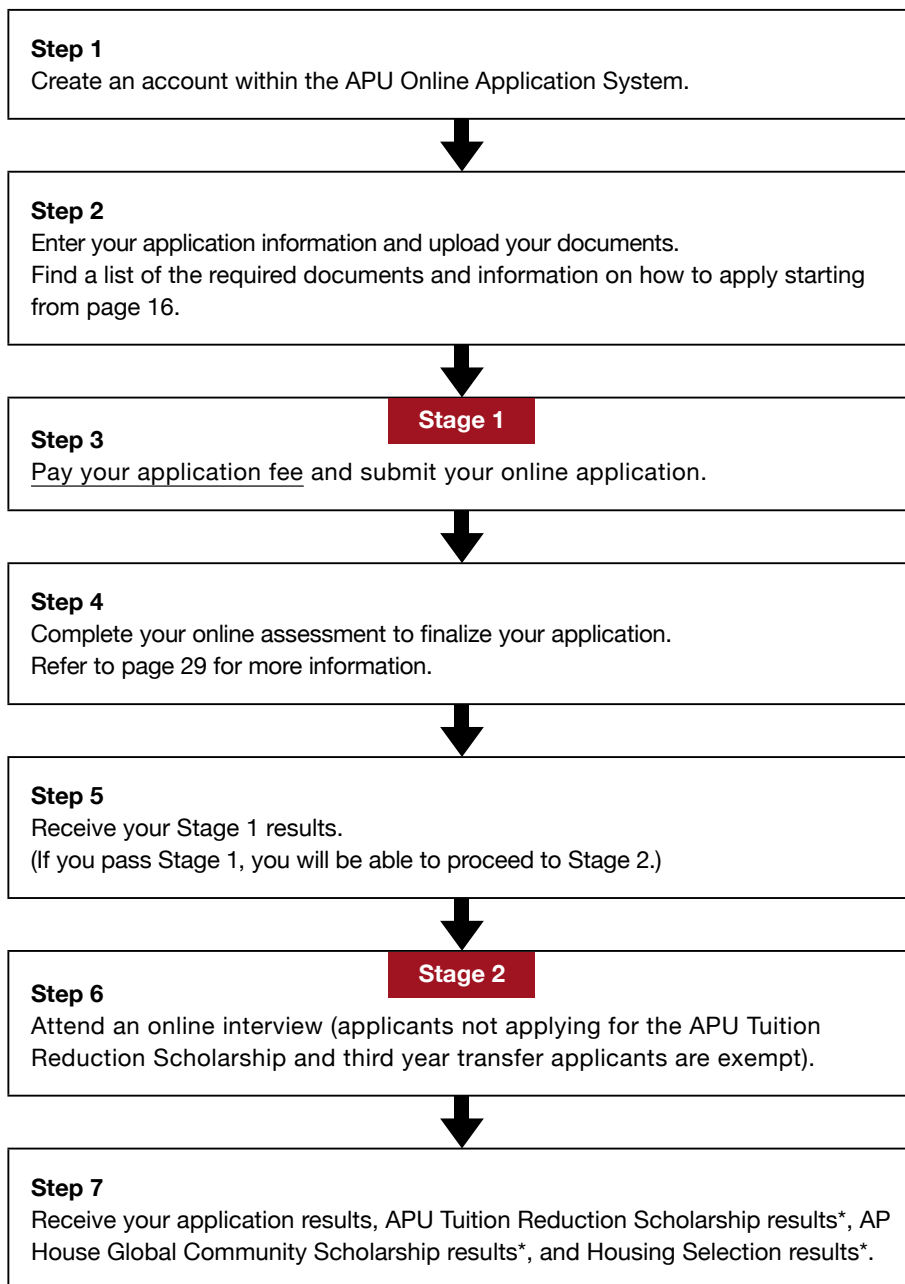 Step 1
Create an account within the APU Online Application System.
Step 2
Enter your application information and upload your documents.
Find a list of the required documents and information on how to apply starting
from page 16.
Stage 1
Step 3
Pay your application fee and submit your online application.
Step 4
Complete your online assessment to finalize your application.
Refer to page 29 for more information.
Step 5
Receive your Stage 1 results.
(If you pass Stage 1, you will be able to proceed to Stage 2.)
Stage 2
Step 6
Attend an online interview (applicants not applying for the APU Tuition
Reduction Scholarship and third year transfer applicants are exempt).
Step 7
Receive your application results, APU Tuition Reduction Scholarship results*, AP
House Global Community Scholarship results*, and Housing Selection results*.